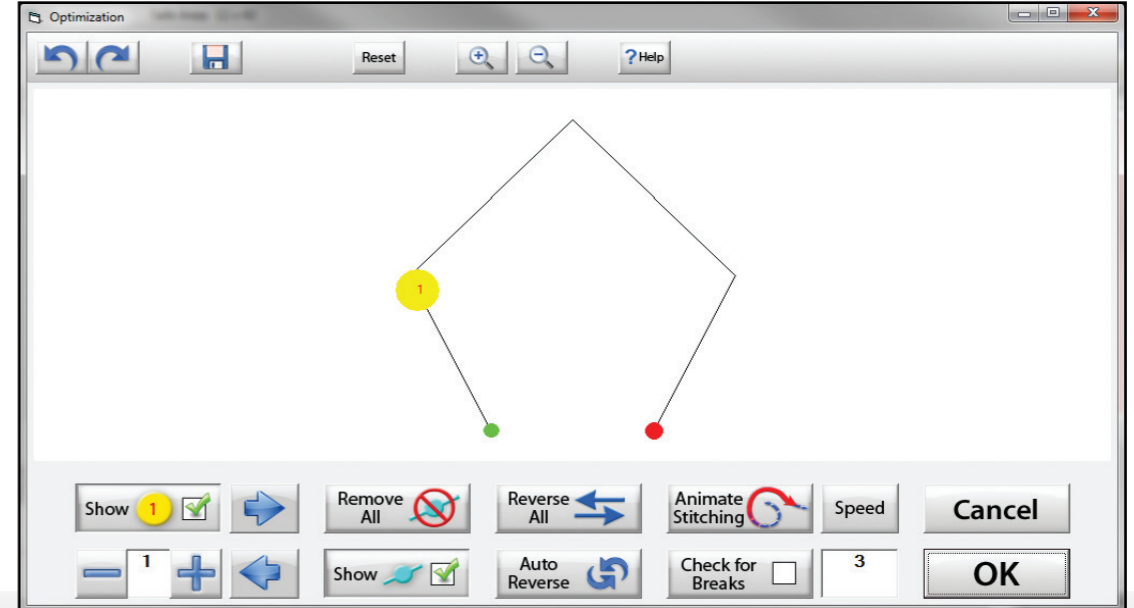 Optimization
Reset
? Help
1
Show 1
Remove
All
Reverse
All
Animate
Stitching
Speed
Cancel
1
Show
Auto
Reverse
Check for
Breaks
3
OK